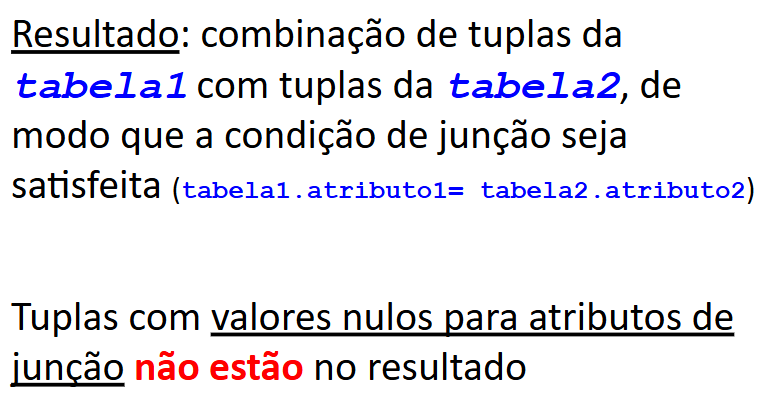 Resultado: combinação de tuplas da
tabela1 com tuplas da tabela2, de
modo que a condição de junção seja
satisfeita (tabela1.atributo1= tabela2.atributo2)
Tuplas com valores nulos para atributos de
junção não estão no resultado